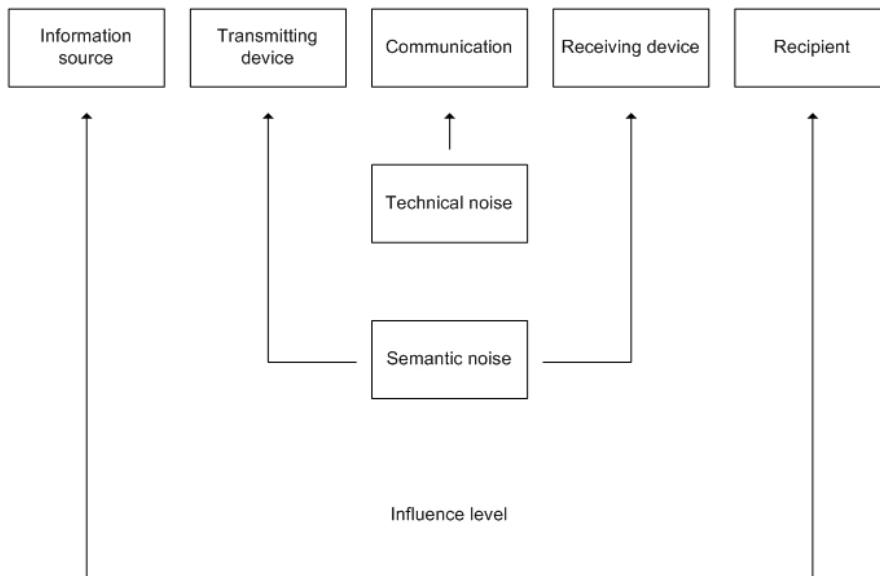 Information
source
Transmitting
device
Communication
Receiving device
Recipient
Technical noise
Semantic noise
Influence level